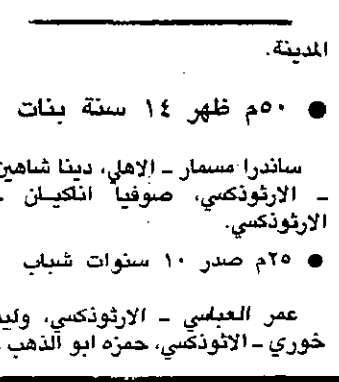 المدينة.
● ٥٠م ظهر ١٤ سنة بنات
ساندرا مسمار ـ الاهلي، دينا شاهين
ـ الارثوذكسي، صوفيا اناكيــان ـ
الارثوذكسي.
● ٢٥م صدر ١٠ سنوات شباب
عمر العباسي ـ الارثوذكسي، وليد
خوري ـ الاثوذكسي، حمزه ابو الذهب ـ